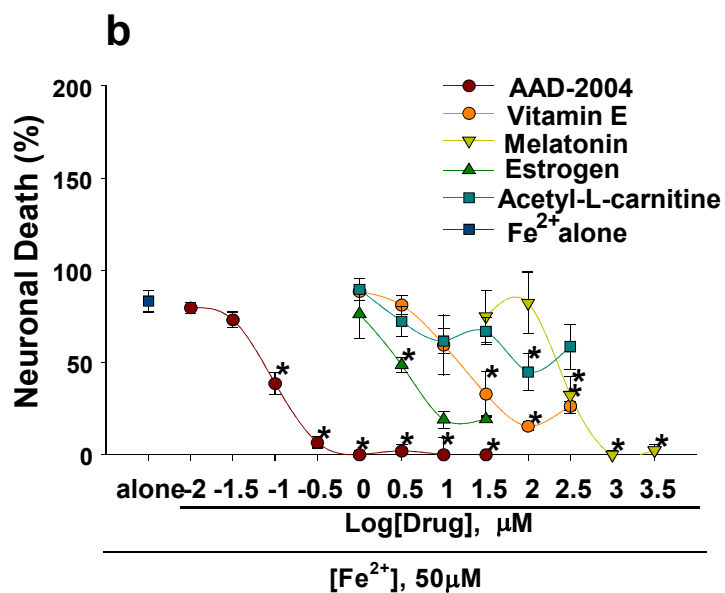 b
200
150
100
50
0
Neuronal Death (%)
AAD-2004
Vitamin E
Melatonin
Estrogen
Acetyl-L-carnitine
Fe²⁺alone
* * * * * * * * * * * * * * *
alone -2 -1.5 -1 -0.5 0 0.5 1 1.5 2 2.5 3 3.5
Log[Drug], μM
[Fe²⁺], 50μM